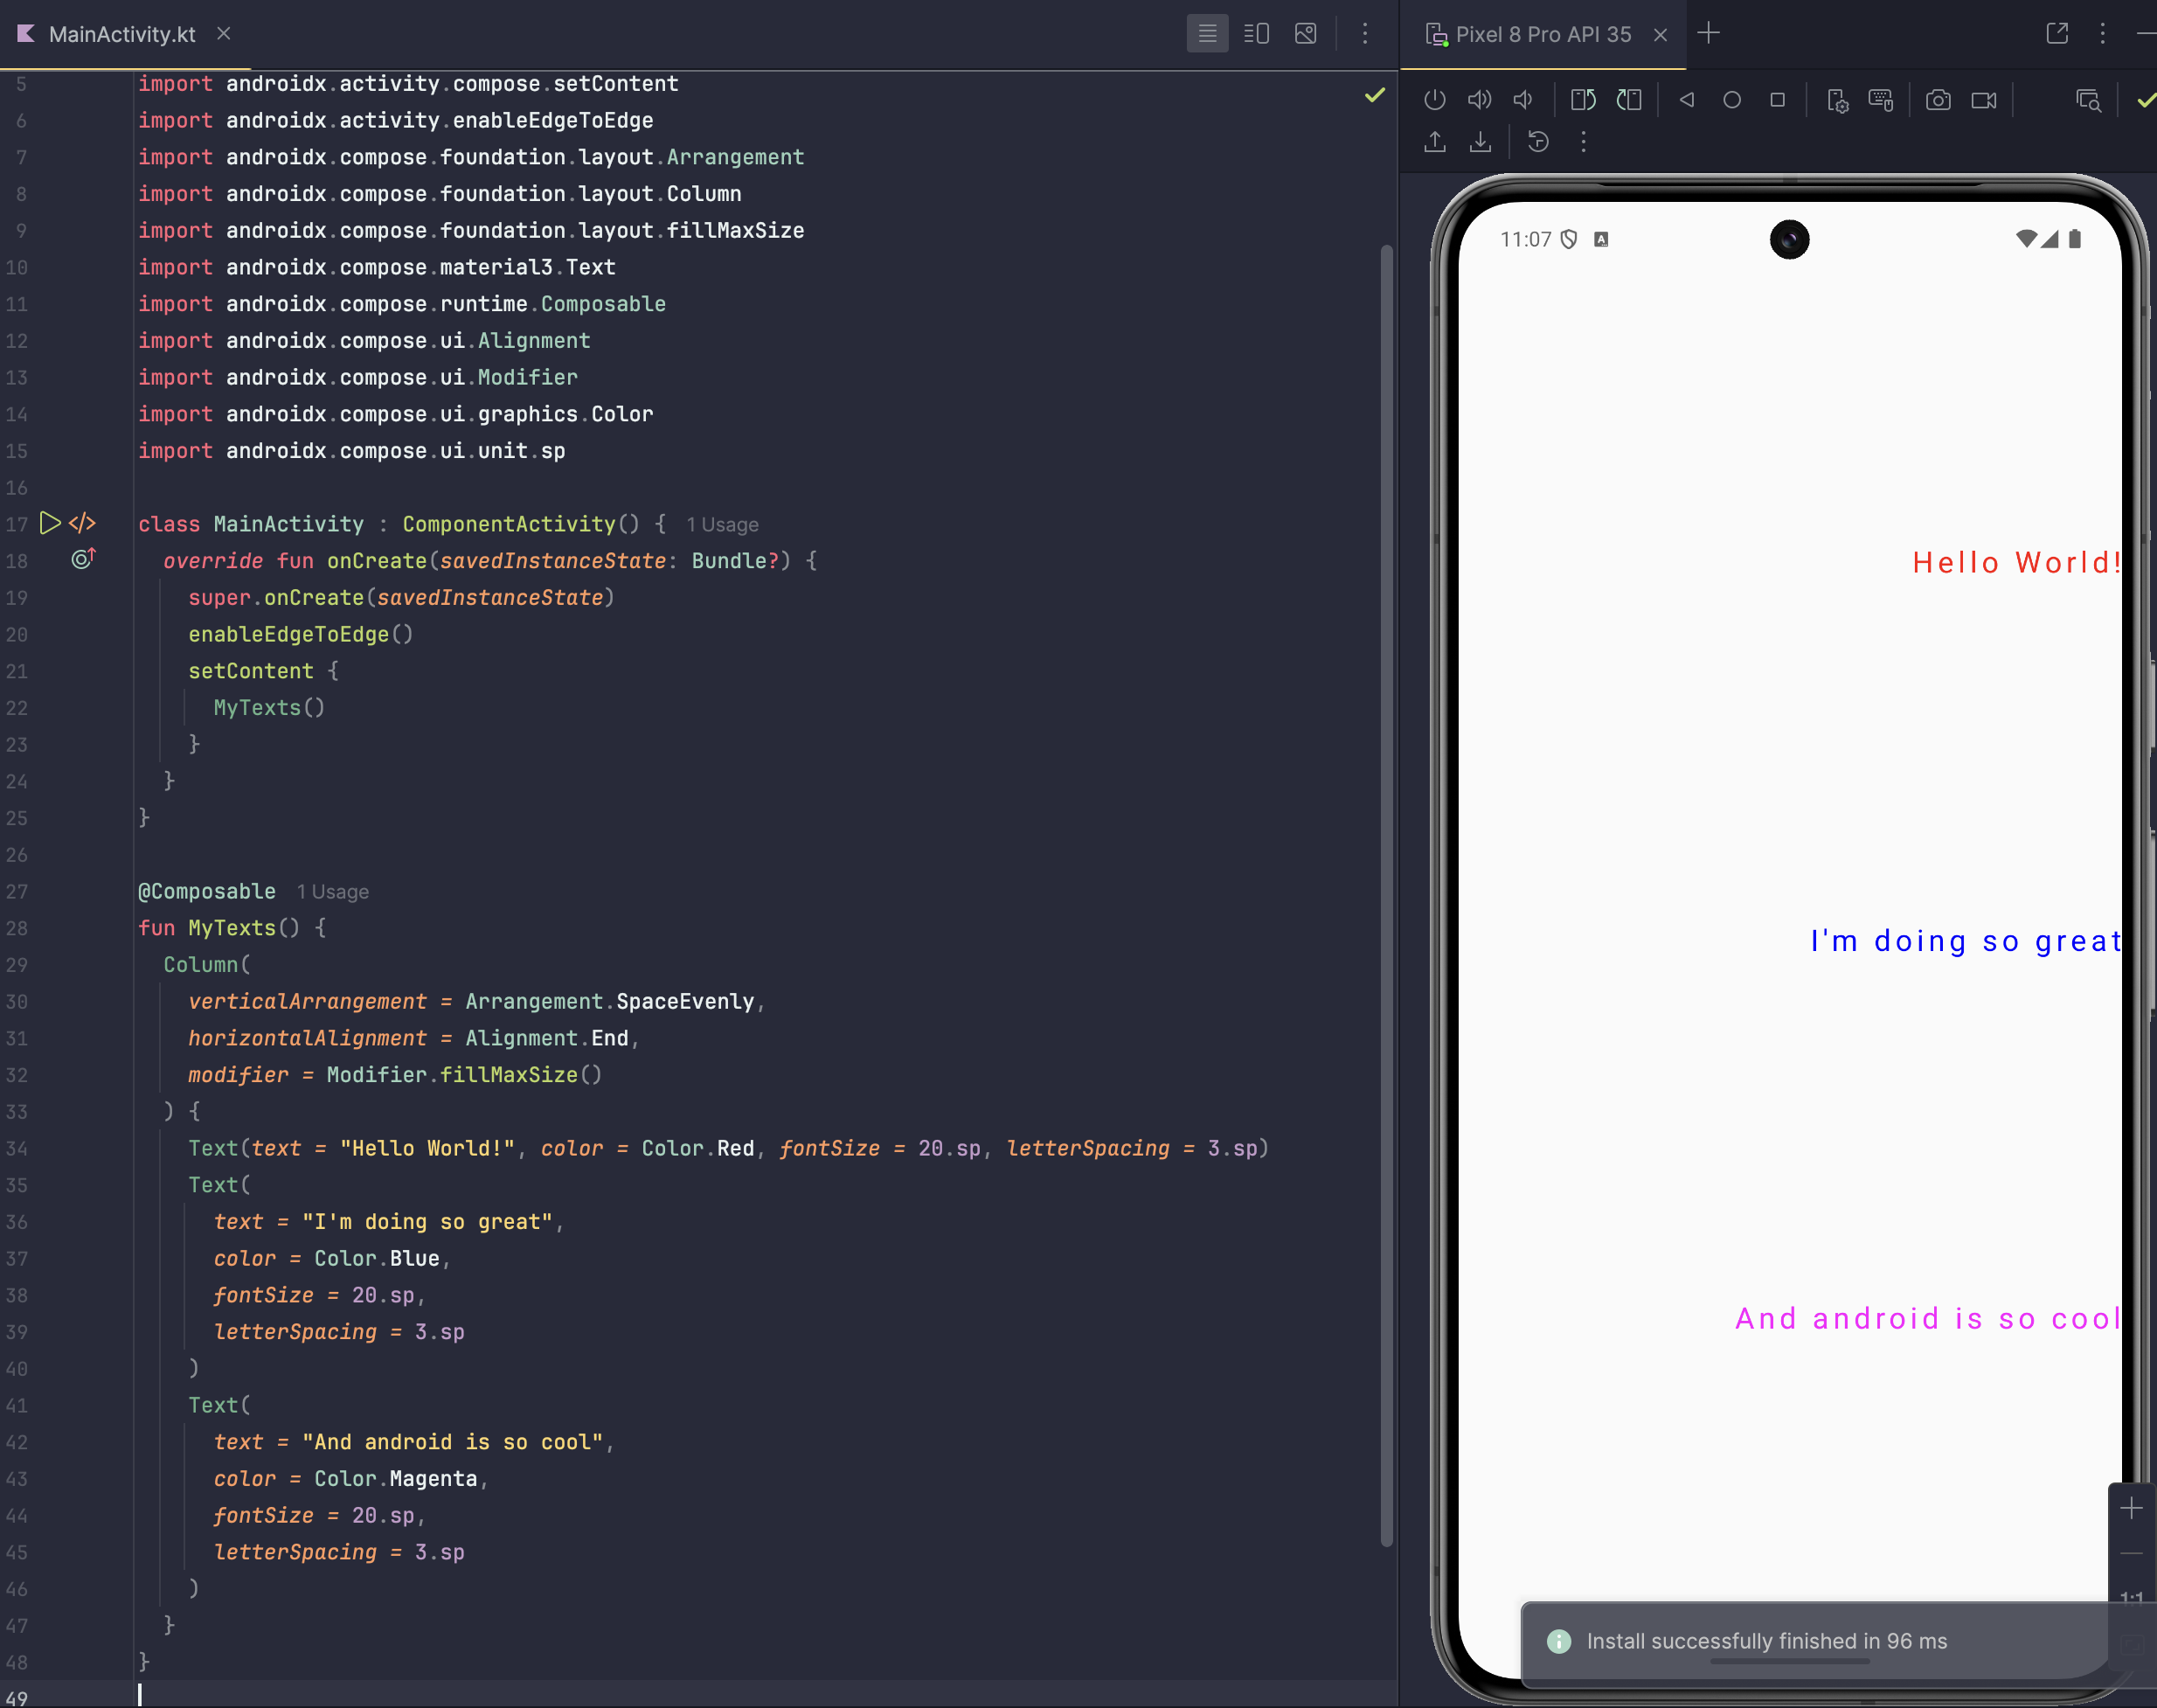 MainActivity.kt
5 import androidx.activity.compose.setContent
6 import androidx.activity.enableEdgeToEdge
7 import androidx.compose.foundation.layout.Arrangement
8 import androidx.compose.foundation.layout.Column
9 import androidx.compose.foundation.layout.fillMaxSize
10 import androidx.compose.material3.Text
11 import androidx.compose.runtime.Composable
12 import androidx.compose.ui.Alignment
13 import androidx.compose.ui.Modifier
14 import androidx.compose.ui.graphics.Color
15 import androidx.compose.ui.unit.sp
16
17 </> class MainActivity : ComponentActivity() { 1 Usage
18 override fun onCreate(savedInstanceState: Bundle?) {
19 super.onCreate(savedInstanceState)
20 enableEdgeToEdge()
21 setContent {
22 MyTexts()
23 }
24 }
25 }
26
27 @Composable 1 Usage
28 fun MyTexts() {
29 Column(
30 verticalArrangement = Arrangement.SpaceEvenly,
31 horizontalAlignment = Alignment.End,
32 modifier = Modifier.fillMaxSize()
33 ) {
34 Text(text = "Hello World!", color = Color.Red, fontSize = 20.sp, letterSpacing = 3.sp)
35 Text(
36 text = "I'm doing so great",
37 color = Color.Blue,
38 fontSize = 20.sp,
39 letterSpacing = 3.sp
40 )
41 Text(
42 text = "And android is so cool",
43 color = Color.Magenta,
44 fontSize = 20.sp,
45 letterSpacing = 3.sp
46 )
47 }
48 }
49
Pixel 8 Pro API 35
11:07 A
Hello World!
I'm doing so great
And android is so cool
1:1
Install successfully finished in 96 ms